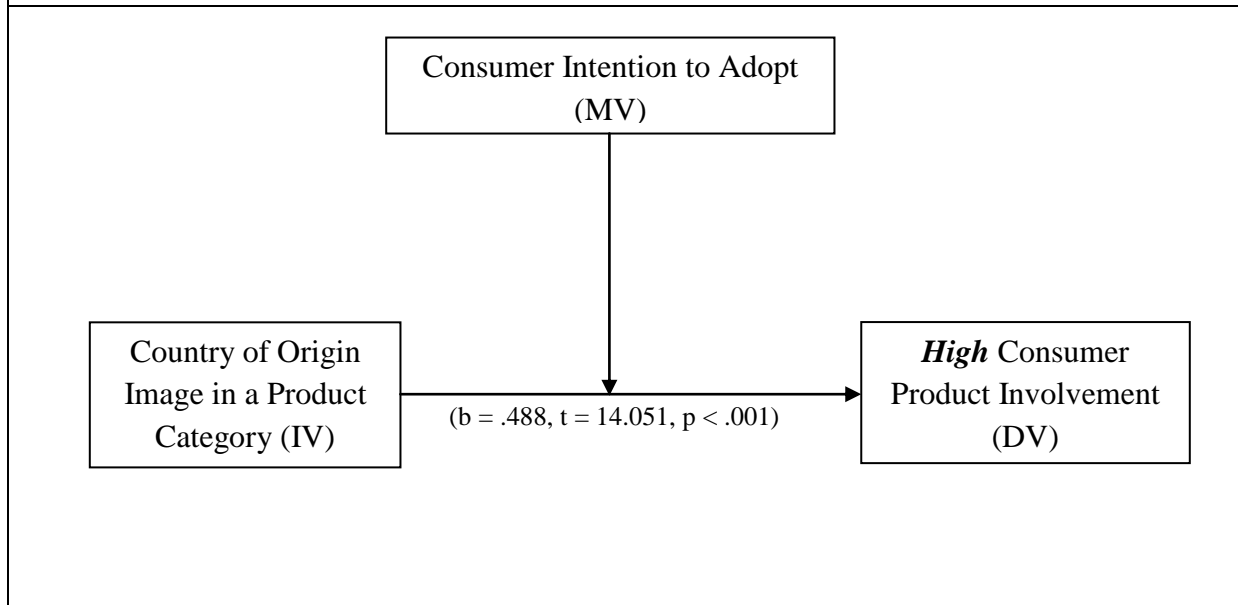 Consumer Intention to Adopt
(MV)
Country of Origin
Image in a Product
Category (IV)
(b = .488, t = 14.051, p < .001)
High Consumer
Product Involvement
(DV)